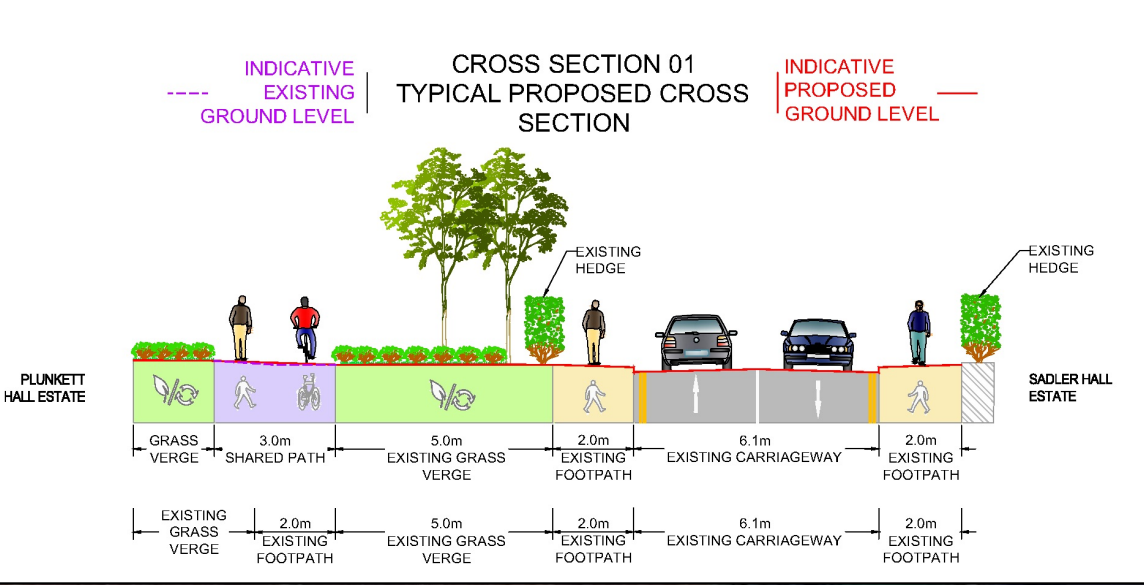 INDICATIVE
EXISTING
GROUND LEVEL
CROSS SECTION 01
TYPICAL PROPOSED CROSS
SECTION
INDICATIVE
PROPOSED
GROUND LEVEL
EXISTING
HEDGE
EXISTING
HEDGE
PLUNKETT
HALL ESTATE
SADLER HALL
ESTATE
GRASS
VERGE
3.0m
SHARED PATH
5.0m
EXISTING GRASS
VERGE
2.0m
EXISTING
FOOTPATH
6.1m
EXISTING CARRIAGEWAY
2.0m
EXISTING
FOOTPATH
EXISTING
GRASS
VERGE
2.0m
EXISTING
FOOTPATH
5.0m
EXISTING GRASS
VERGE
2.0m
EXISTING
FOOTPATH
6.1m
EXISTING CARRIAGEWAY
2.0m
EXISTING
FOOTPATH